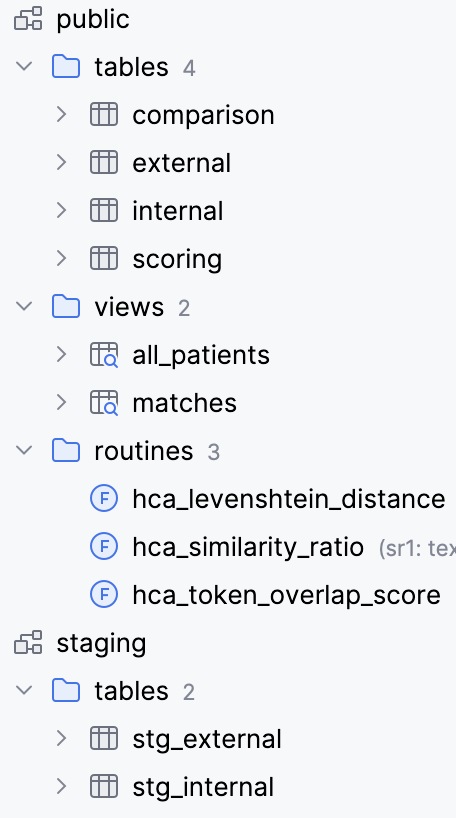 public
tables 4
comparison
external
internal
scoring
views 2
all_patients
matches
routines 3
F hca_levenshtein_distance
F hca_similarity_ratio (sr1: tex
F hca_token_overlap_score
staging
tables 2
stg_external
stg_internal